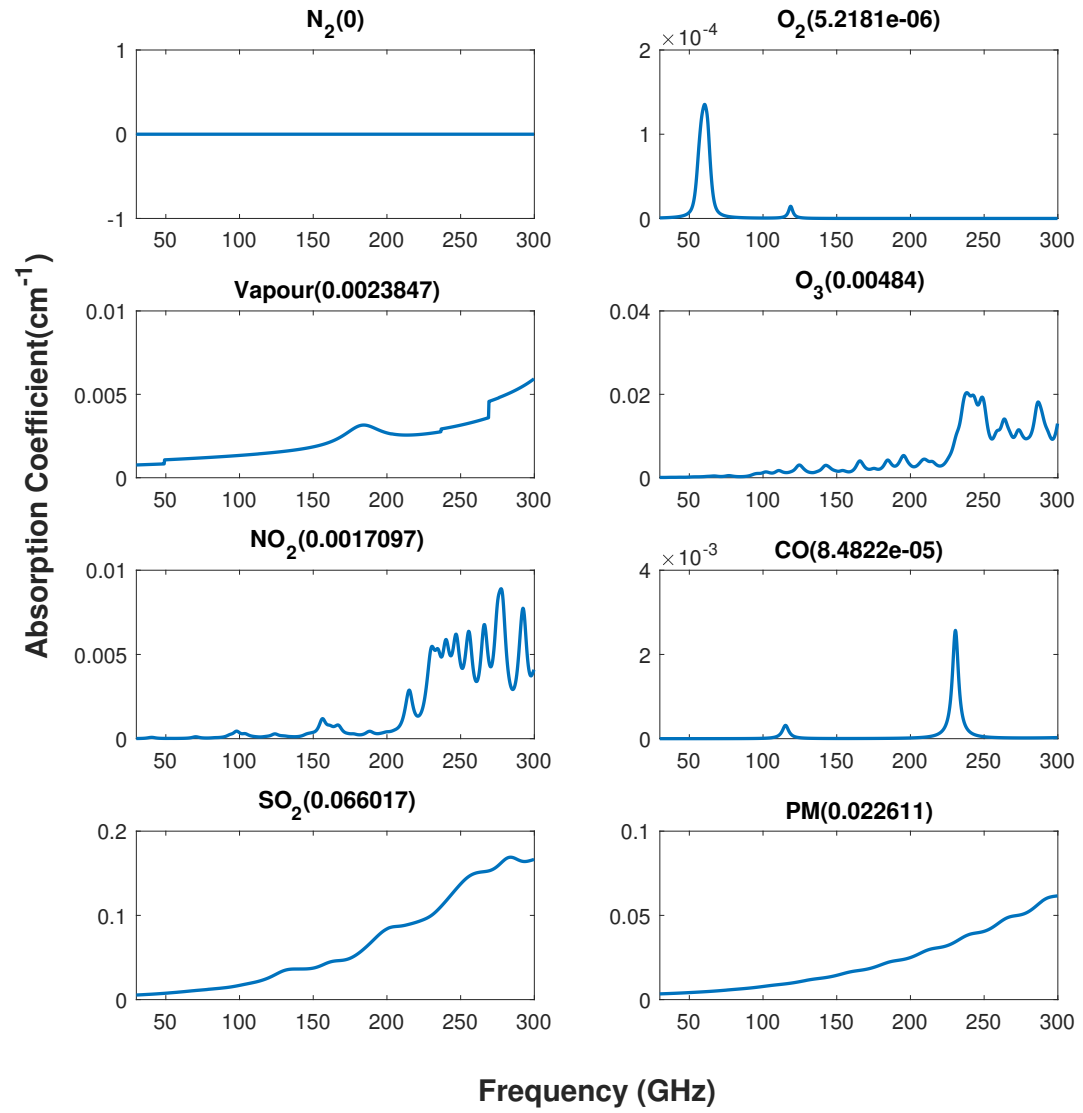 N2(0)
1
0
-1
50 100 150 200 250 300
O2(5.2181e-06)
×10-4
2
1
0
50 100 150 200 250 300
Vapour(0.0023847)
0.01
0.005
0
50 100 150 200 250 300
O3(0.00484)
0.04
0.02
0
50 100 150 200 250 300
NO2(0.0017097)
0.01
0.005
0
50 100 150 200 250 300
CO(8.4822e-05)
×10-3
4
2
0
50 100 150 200 250 300
SO2(0.066017)
0.2
0.1
0
50 100 150 200 250 300
PM(0.022611)
0.1
0.05
0
50 100 150 200 250 300
Absorption Coefficient(cm-1)
Frequency (GHz)